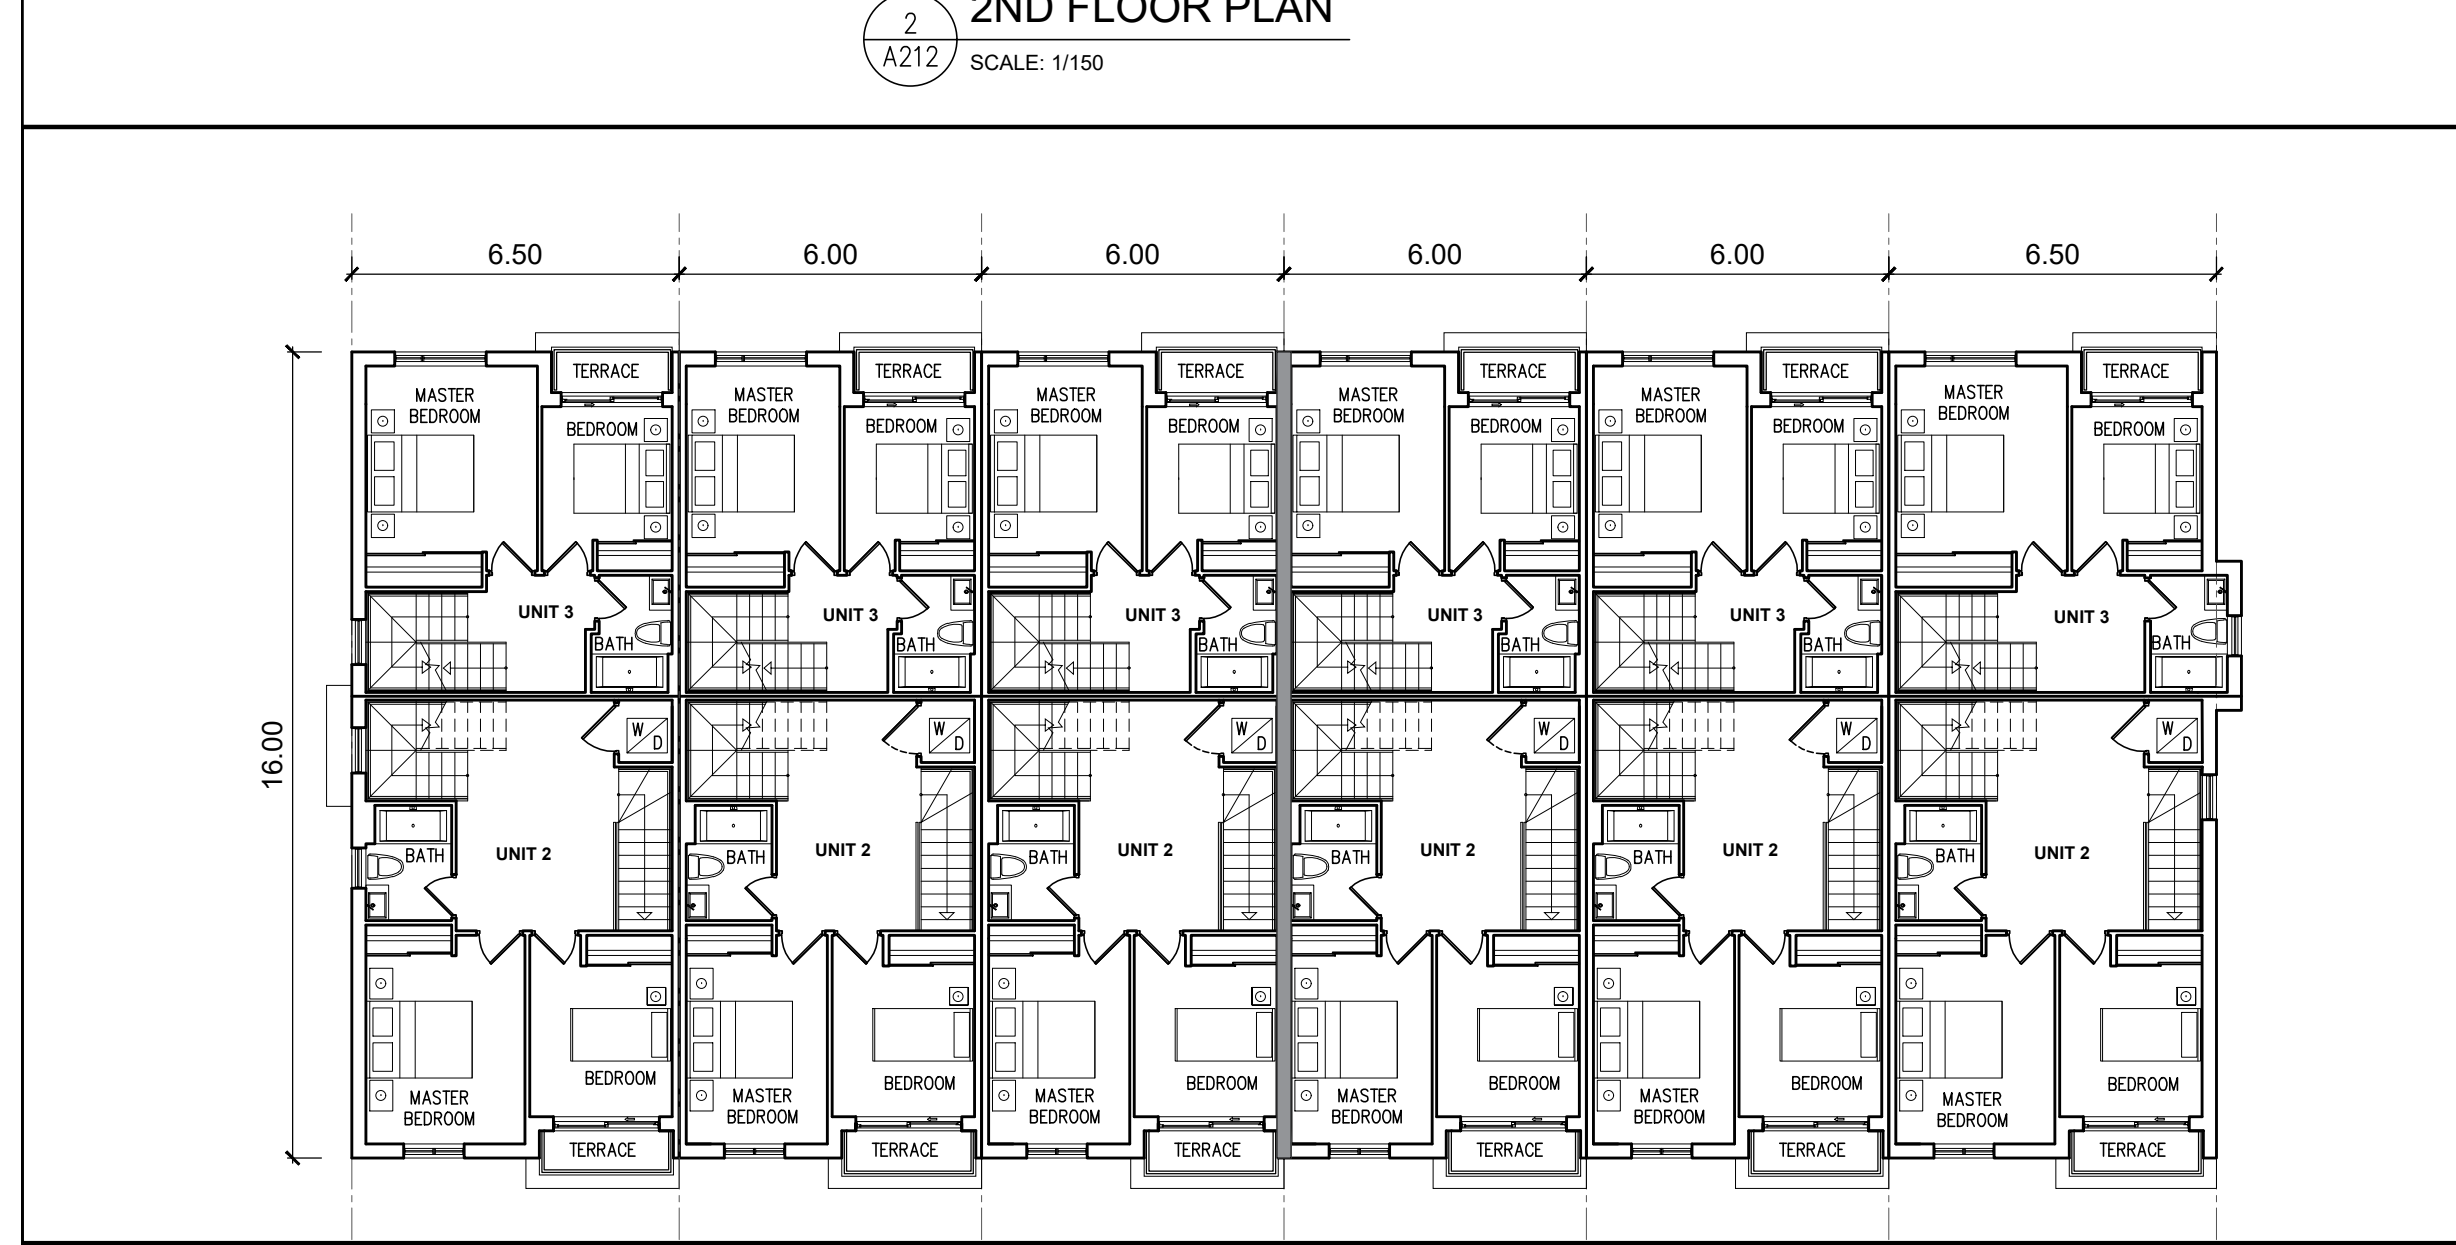 2ND FLOOR PLAN
2
A212
SCALE: 1/150
6.50 6.00 6.00 6.00 6.00 6.50
16.00
TERRACE TERRACE TERRACE TERRACE TERRACE TERRACE
MASTER MASTER MASTER MASTER MASTER MASTER
BEDROOM BEDROOM BEDROOM BEDROOM BEDROOM BEDROOM
BEDROOM BEDROOM BEDROOM BEDROOM BEDROOM BEDROOM
UNIT 3 UNIT 3 UNIT 3 UNIT 3 UNIT 3 UNIT 3
BATH BATH BATH BATH BATH BATH
W W W W W W
D D D D D D
UNIT 2 UNIT 2 UNIT 2 UNIT 2 UNIT 2 UNIT 2
BATH BATH BATH BATH BATH BATH
BEDROOM BEDROOM BEDROOM BEDROOM BEDROOM BEDROOM
MASTER MASTER MASTER MASTER MASTER MASTER
BEDROOM BEDROOM BEDROOM BEDROOM BEDROOM BEDROOM
TERRACE TERRACE TERRACE TERRACE TERRACE TERRACE